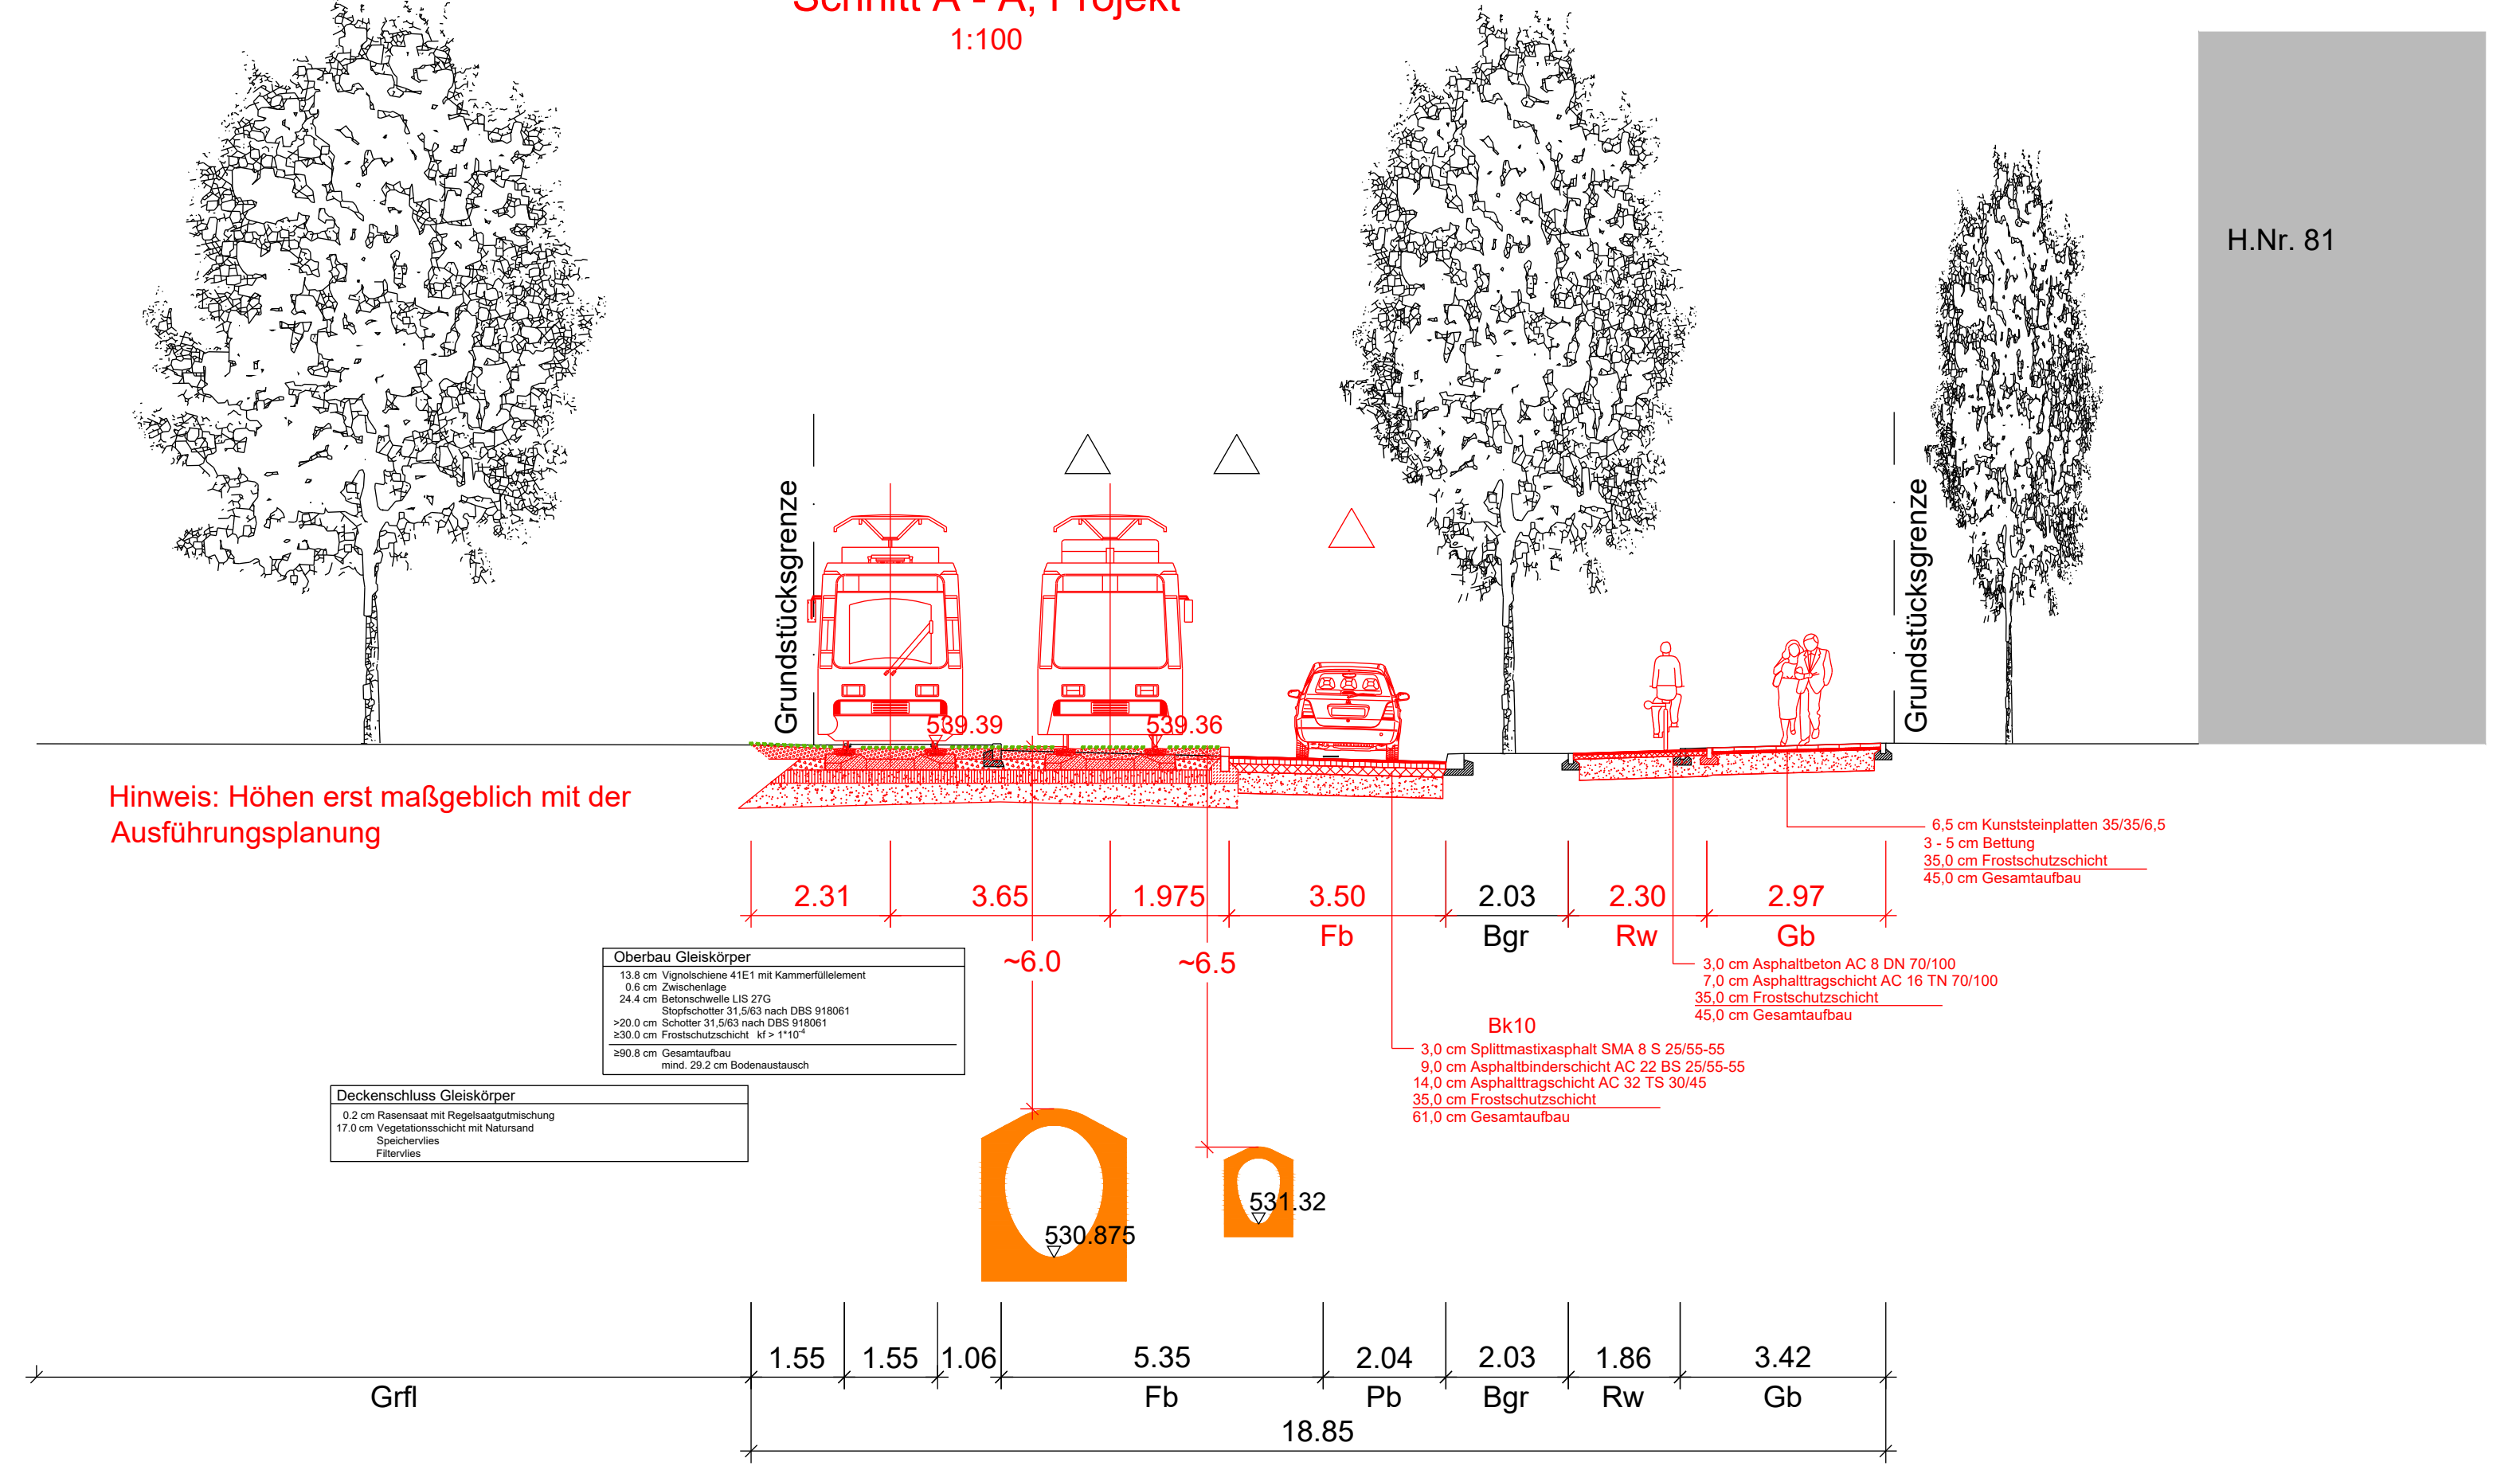 Schnitt A - A, Projekt
1:100
H.Nr. 81
Grundstücksgrenze
Grundstücksgrenze
539.39
539.36
Hinweis: Höhen erst maßgeblich mit der
Ausführungsplanung
6,5 cm Kunststeinplatten 35/35/6,5
3 - 5 cm Bettung
35,0 cm Frostschutzschicht
45,0 cm Gesamtaufbau
2.31 3.65 1.975 3.50 2.03 2.30 2.97
Fb Bgr Rw Gb
~6.0 ~6.5
3,0 cm Asphaltbeton AC 8 DN 70/100
7,0 cm Asphalttragschicht AC 16 TN 70/100
35,0 cm Frostschutzschicht
45,0 cm Gesamtaufbau
Oberbau Gleiskörper
13.8 cm Vignolschiene 41E1 mit Kammerfüllelement
0.6 cm Zwischenlage
24.4 cm Betonschwelle LIS 27G
Stopfschotter 31,5/63 nach DBS 918061
>20.0 cm Schotter 31,5/63 nach DBS 918061
≥30.0 cm Frostschutzschicht kf > 1*10⁻⁴
≥90.8 cm Gesamtaufbau
mind. 29.2 cm Bodenaustausch
Bk10
3,0 cm Splittmastixasphalt SMA 8 S 25/55-55
9,0 cm Asphaltbinderschicht AC 22 BS 25/55-55
14,0 cm Asphalttragschicht AC 32 TS 30/45
35,0 cm Frostschutzschicht
61,0 cm Gesamtaufbau
Deckenschluss Gleiskörper
0.2 cm Rasensaat mit Regelsaatgutmischung
17.0 cm Vegetationsschicht mit Natursand
Speichervlies
Filtervlies
531.32
530.875
1.55 1.55 1.06 5.35 2.04 2.03 1.86 3.42
Grfl Fb Pb Bgr Rw Gb
18.85